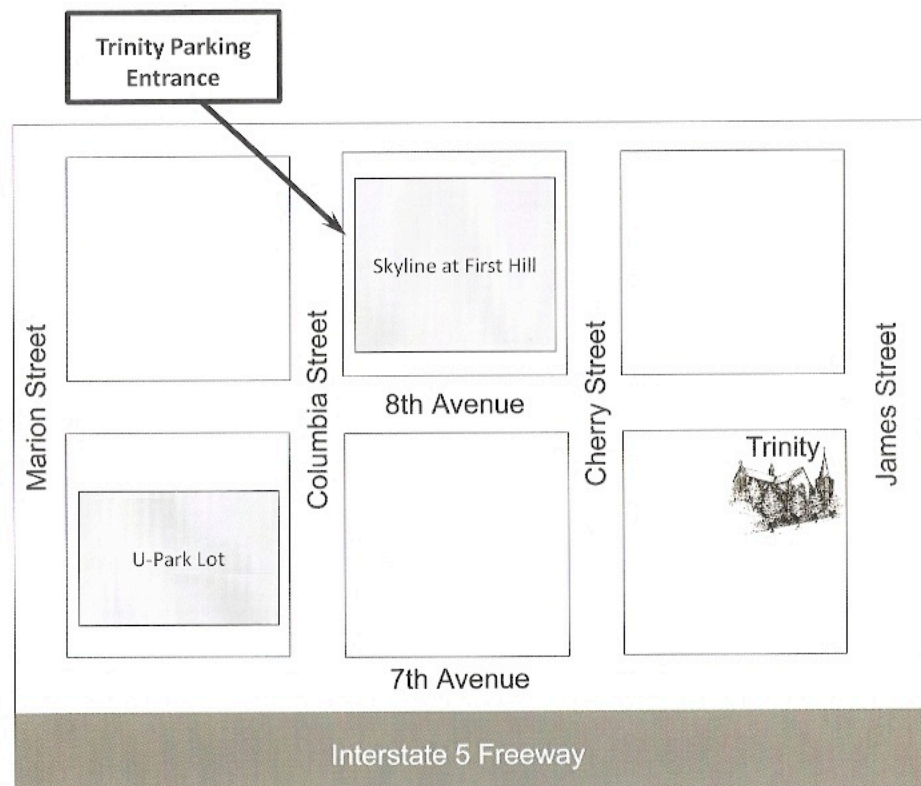 Trinity Parking
Entrance
Skyline at First Hill
Marion Street
Columbia Street
Cherry Street
James Street
8th Avenue
Trinity
U-Park Lot
7th Avenue
Interstate 5 Freeway